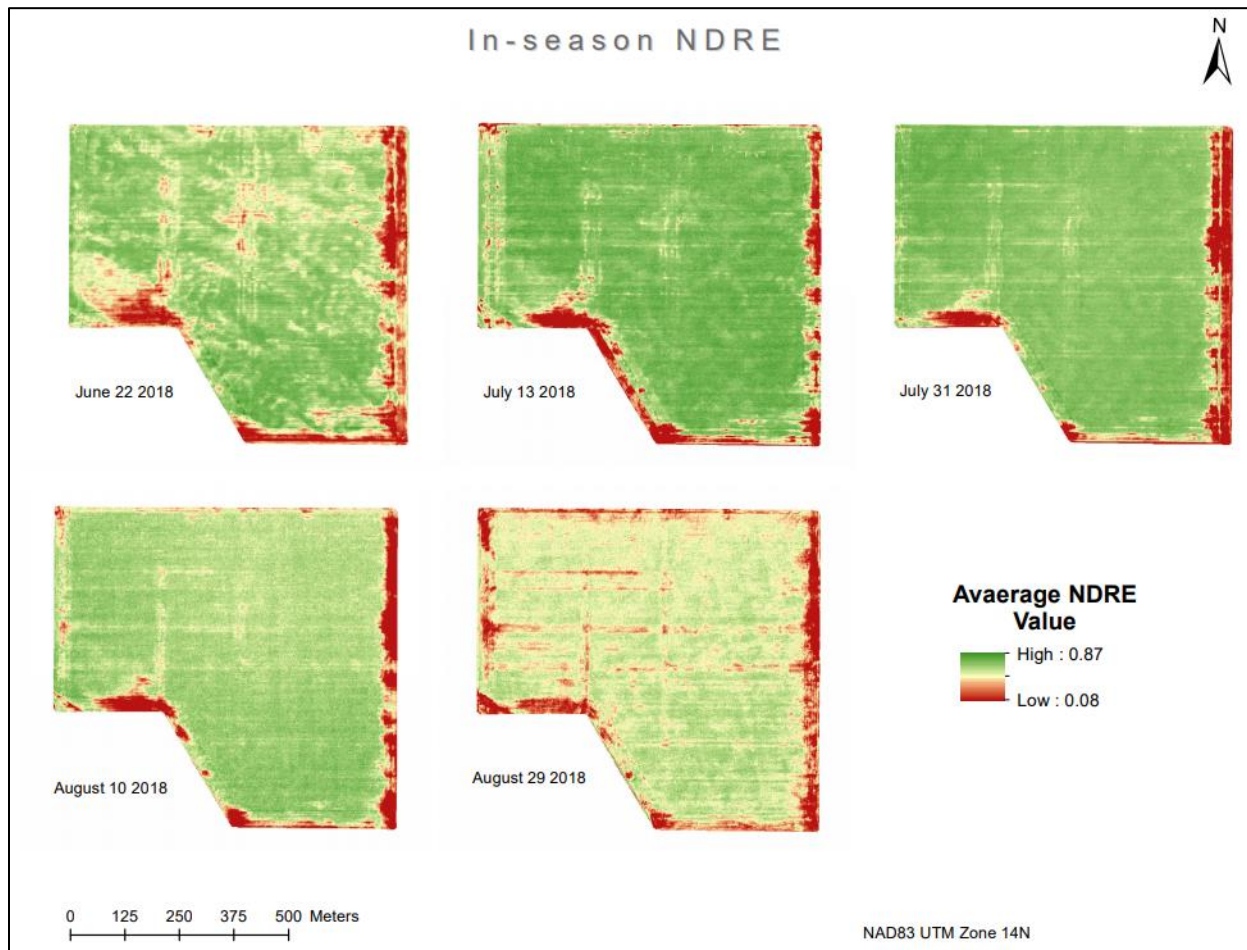 In-season NDRE
N
June 22 2018
July 13 2018
July 31 2018
August 10 2018
August 29 2018
Avaerage NDRE
Value
High : 0.87
Low : 0.08
0 125 250 375 500 Meters
NAD83 UTM Zone 14N